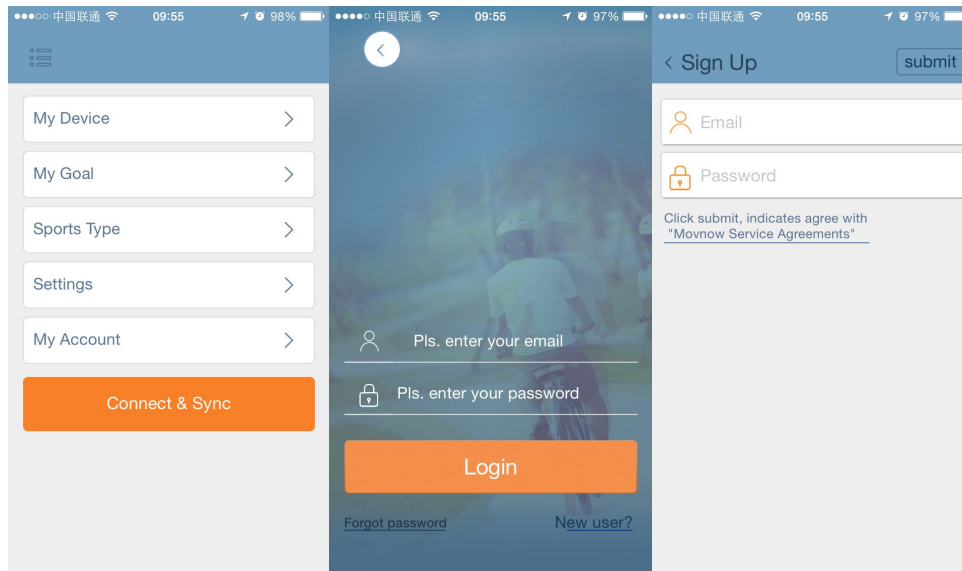 中国联通 09:55 98%
My Device
My Goal
Sports Type
Settings
My Account
Connect & Sync
中国联通 09:55 97%
Pls. enter your email
Pls. enter your password
Login
Forgot password New user?
中国联通 09:55 97%
Sign Up submit
Email
Password
Click submit, indicates agree with
"Movnow Service Agreements"